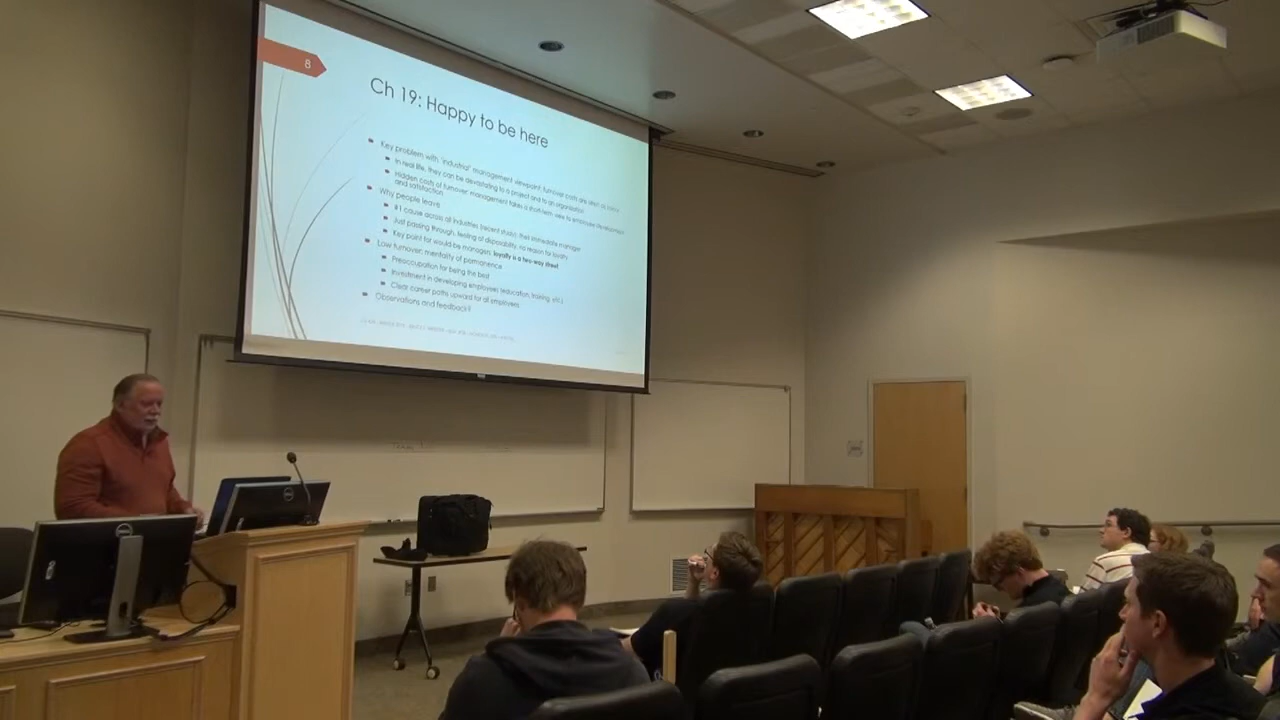 8
Ch 19: Happy to be here
Key problem with "industrial" management viewpoint: turnover costs are
In real life, they can be devastating to a project and to an organization
Hidden costs of turnover: management takes a short-term view to employee development
and satisfaction
Why people leave
#1 cause across all industries (recent study): their immediate manager
Just passing through, feeling of disposability, no reason for loyalty
Key point for would-be managers: loyalty is a two-way street
Low turnover: mentality of permanence
Preoccupation for being the best
Investment in developing employees (education, training, etc.)
Clear career paths upward for all employees
Observations and feedback?
DELL